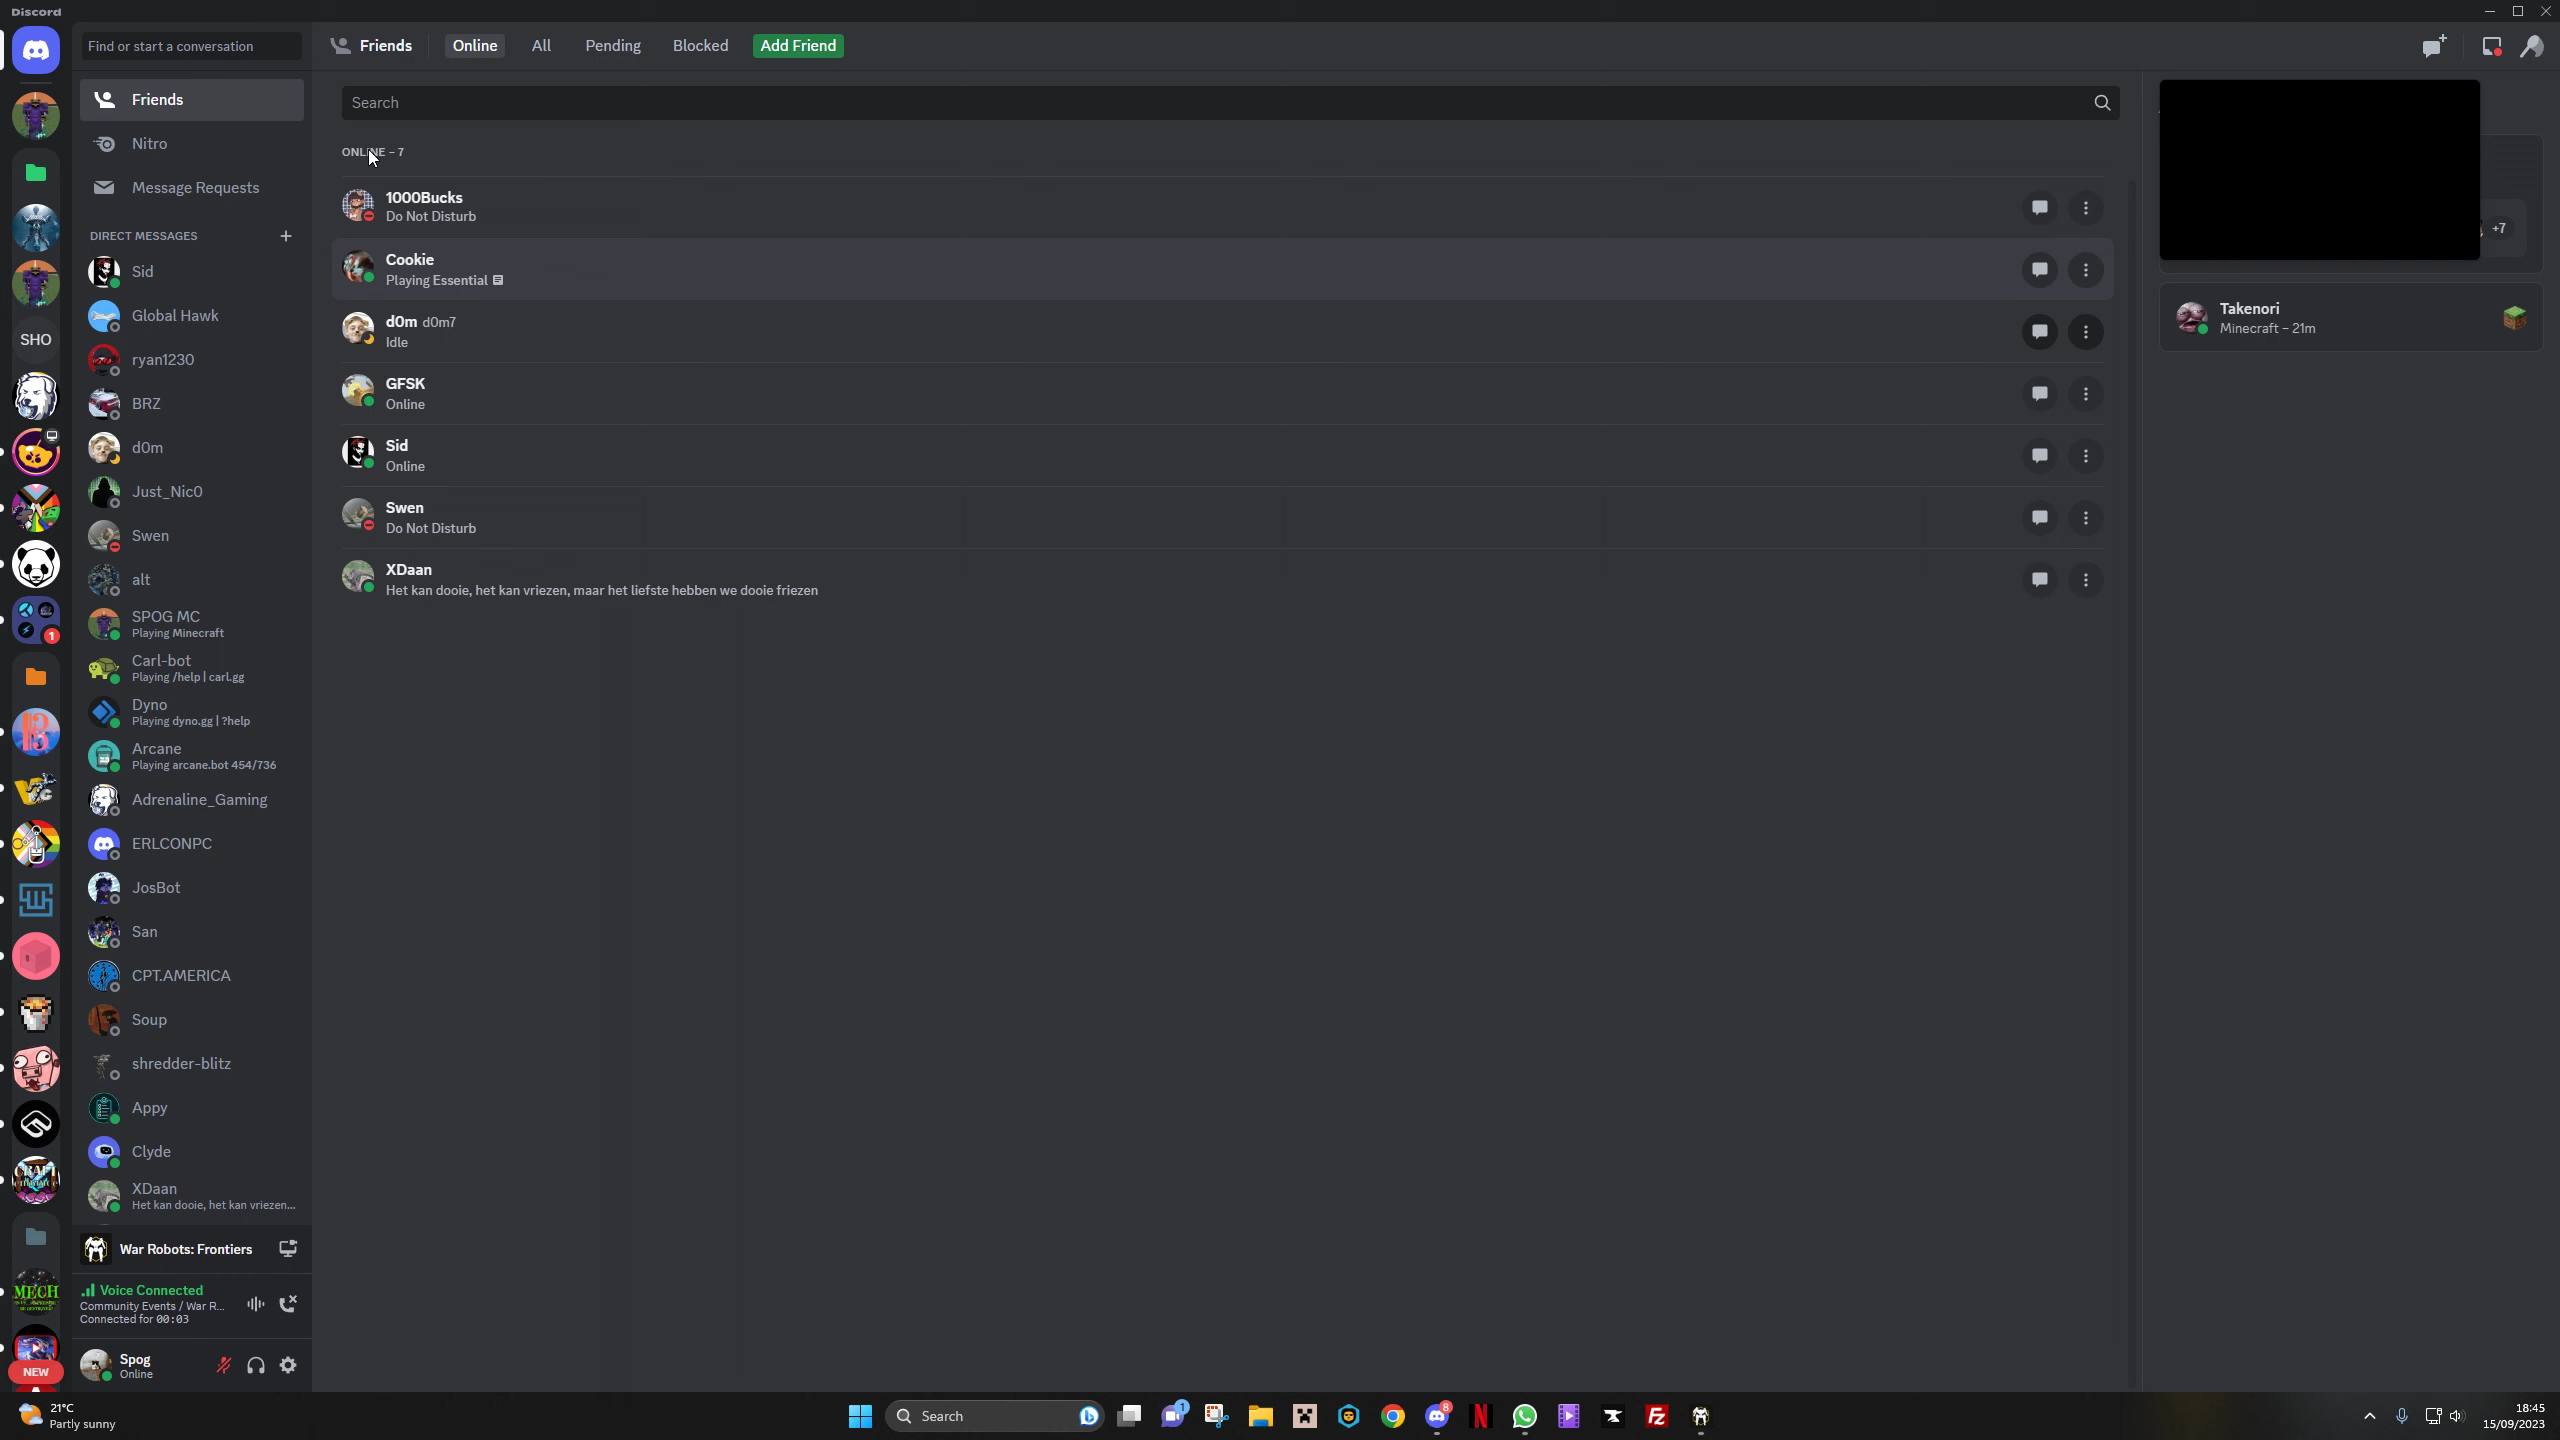 Discord
Find or start a conversation
Friends
Online
All
Pending
Blocked
Add Friend
Friends
Nitro
Message Requests
DIRECT MESSAGES
Sid
Global Hawk
ryan1230
BRZ
d0m
Just_Nic0
Swen
alt
SPOG MC
Playing Minecraft
Carl-bot
Playing /help | carl.gg
Dyno
Playing dyno.gg | ?help
Arcane
Playing arcane.bot 454/736
Adrenaline_Gaming
ERLCONPC
JosBot
San
CPT.AMERICA
Soup
shredder-blitz
Appy
Clyde
XDaan
Het kan dooie, het kan vriezen...
War Robots: Frontiers
Voice Connected
Community Events / War R...
Connected for 00:03
Spog
Online
SHO
1
MECH
NEW
Search
ONLINE – 7
1000Bucks
Do Not Disturb
Cookie
Playing Essential
d0m d0m7
Idle
GFSK
Online
Sid
Online
Swen
Do Not Disturb
XDaan
Het kan dooie, het kan vriezen, maar het liefste hebben we dooie friezen
+7
Takenori
Minecraft – 21m
21°C
Partly sunny
Search
1
8
18:45
15/09/2023